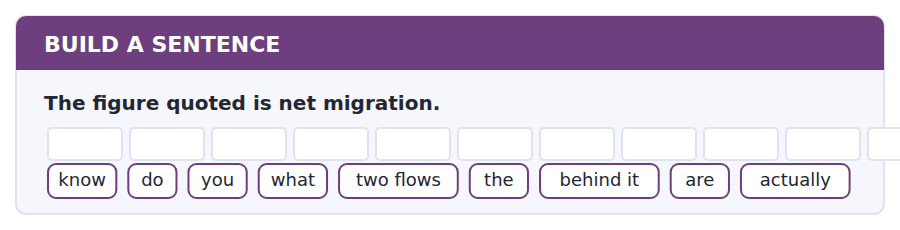 BUILD A SENTENCE
The figure quoted is net migration.
know do you what two flows the behind it are actually